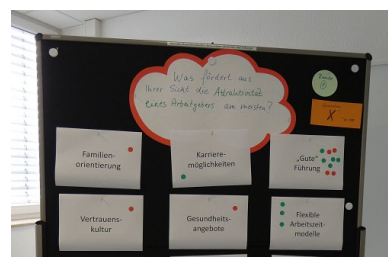 Was fördert aus
Ihrer Sicht die Attraktivität
eines Arbeitgebers am meisten?
Familien-
orientierung
Karriere-
möglichkeiten
„Gute“
Führung
Vertrauens-
kultur
Gesundheits-
angebote
Flexible
Arbeitszeit-
modelle